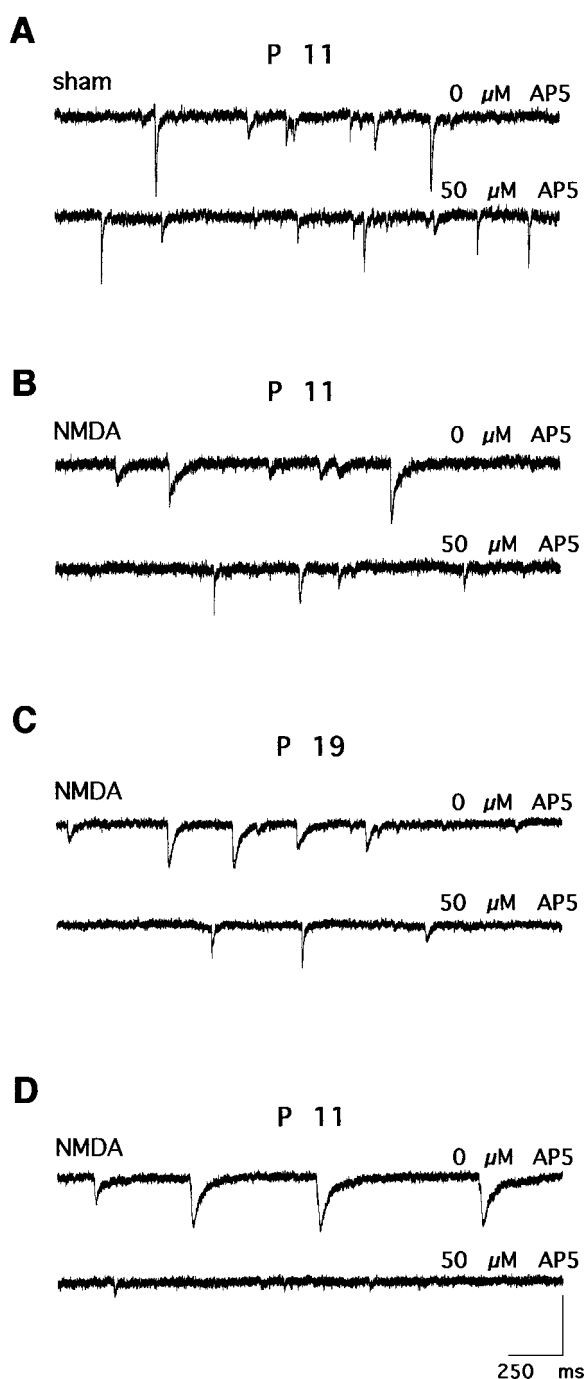 A
P 11
sham
0 µM AP5
50 µM AP5
B
P 11
NMDA
0 µM AP5
50 µM AP5
C
P 19
NMDA
0 µM AP5
50 µM AP5
D
P 11
NMDA
0 µM AP5
50 µM AP5
250 ms